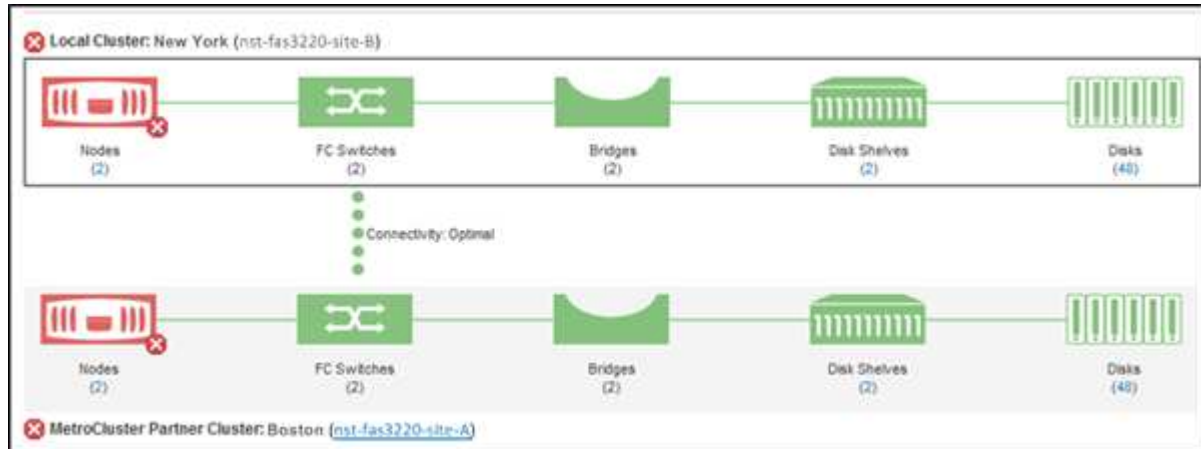 Local Cluster: New York (nst-fas3220-site-B)
Nodes FC Switches Bridges Disk Shelves Disks
(2) (2) (2) (2) (48)
Connectivity: Optimal
Nodes FC Switches Bridges Disk Shelves Disks
(2) (2) (2) (2) (48)
MetroCluster Partner Cluster: Boston (nst-fas3220-site-A)